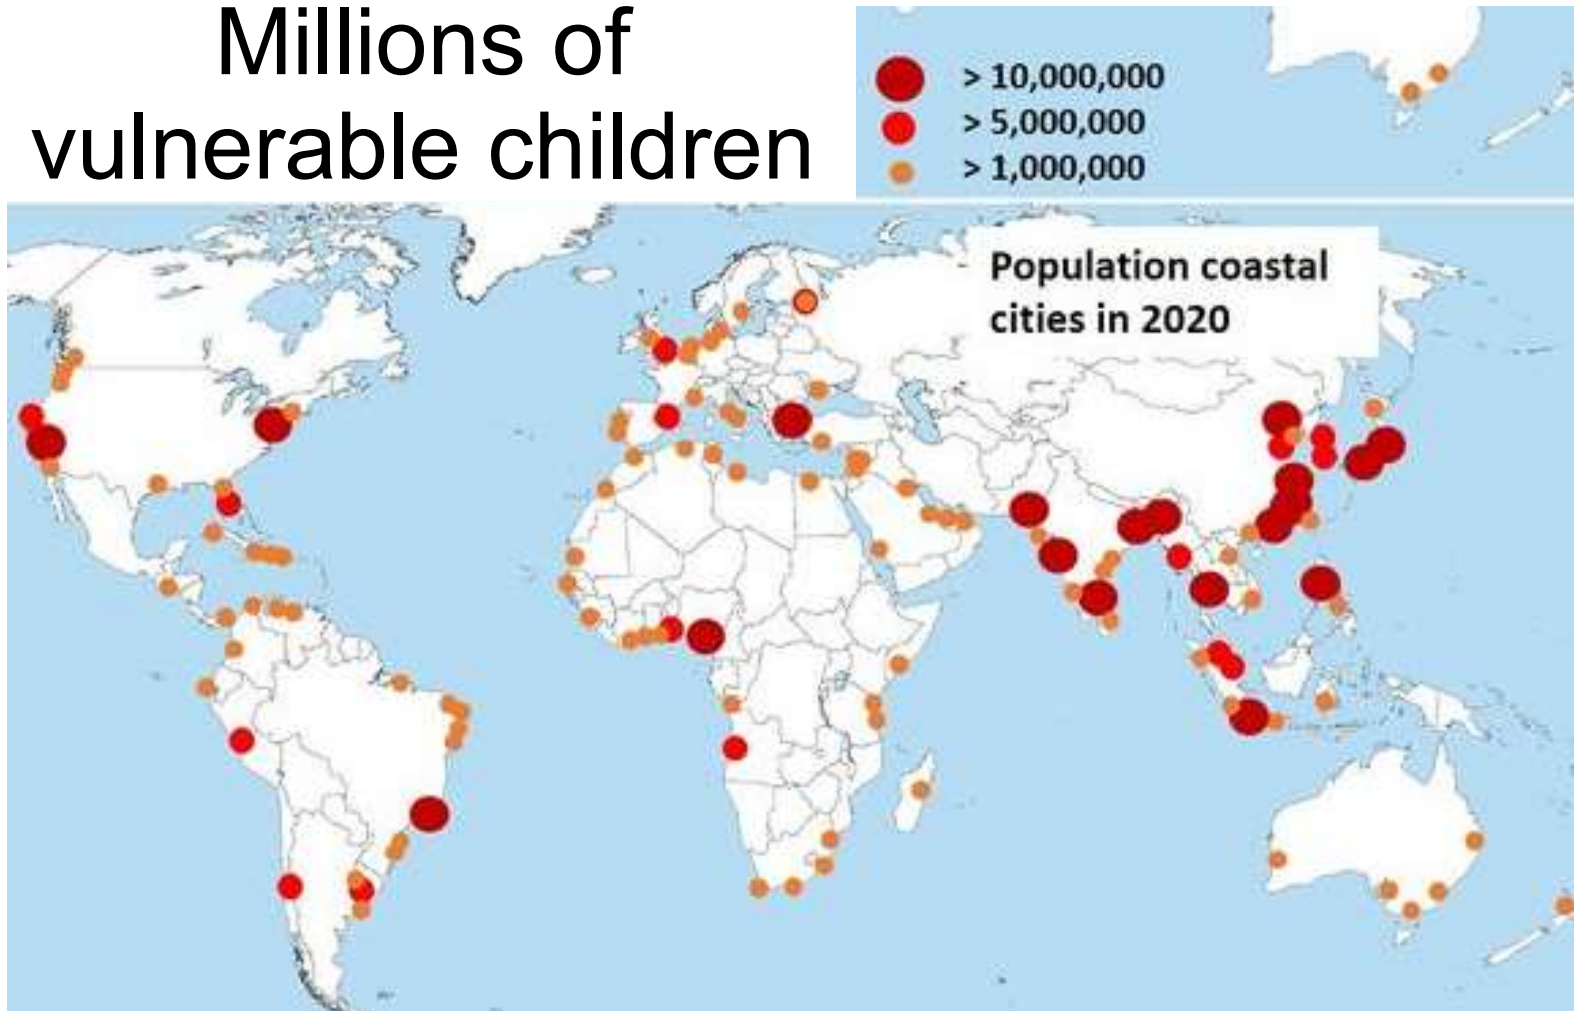 Millions of
vulnerable children
> 10,000,000
> 5,000,000
> 1,000,000
Population coastal
cities in 2020